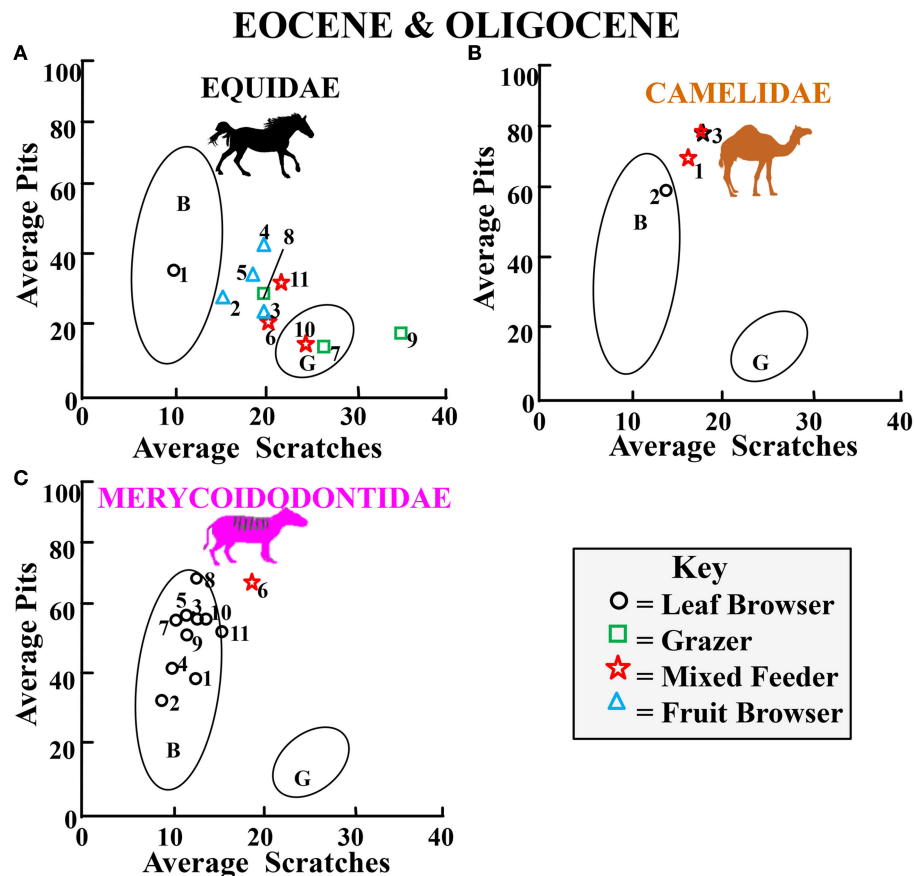 EOCENE & OLIGOCENE
A
EQUIDAE
Average Pits
100
80
60
40
20
0
B
1
2
5
4
8
11
3
6
10
G
7
9
0
10
20
30
40
Average Scratches
B
CAMELIDAE
Average Pits
100
80
60
40
20
0
3
1
2
B
G
0
10
20
30
40
Average Scratches
C
MERYCOIDODONTIDAE
Average Pits
100
80
60
40
20
0
8
6
5
3
10
7
11
9
4
1
2
B
G
0
10
20
30
40
Average Scratches
Key
= Leaf Browser
= Grazer
= Mixed Feeder
= Fruit Browser